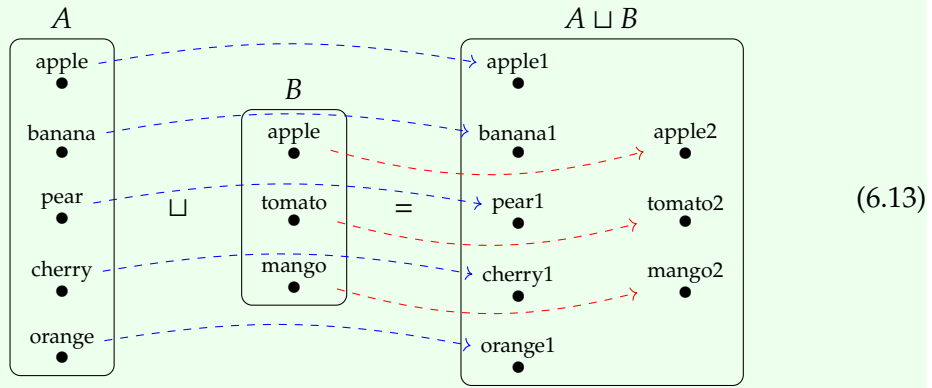 A
A ⊔ B
apple
apple1
B
banana
apple
banana1
apple2
pear
⊔
tomato
=
pear1
tomato2
(6.13)
cherry
mango
cherry1
mango2
orange
orange1